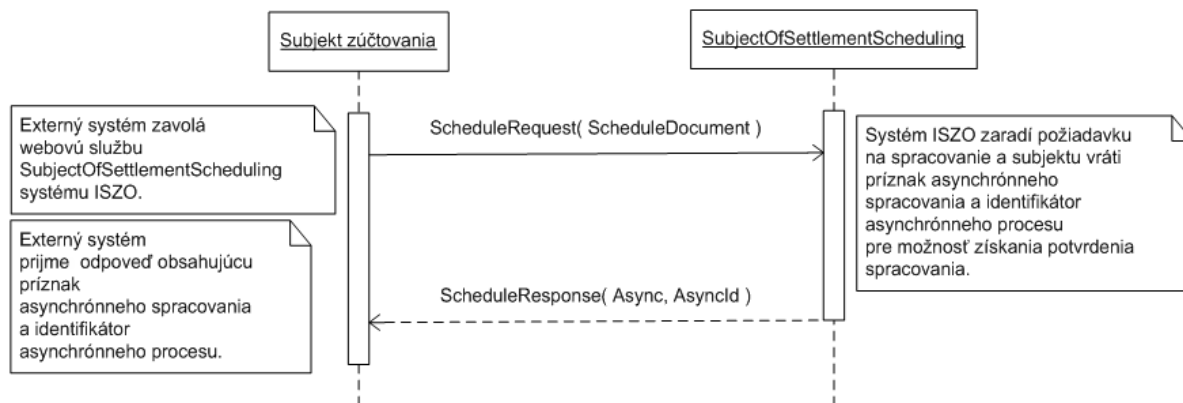 Subjekt zúčtovania
SubjectOfSettlementScheduling
Externý systém zavolá
webovú službu
SubjectOfSettlementScheduling
systému ISZO.
ScheduleRequest( ScheduleDocument )
Systém ISZO zaradí požiadavku
na spracovanie a subjektu vráti
príznak asynchrónneho
spracovania a identifikátor
asynchrónneho procesu
pre možnosť získania potvrdenia
spracovania.
Externý systém
prijme odpoveď obsahujúcu
príznak
asynchrónneho spracovania
a identifikátor
asynchrónneho procesu.
ScheduleResponse( Async, AsyncId )